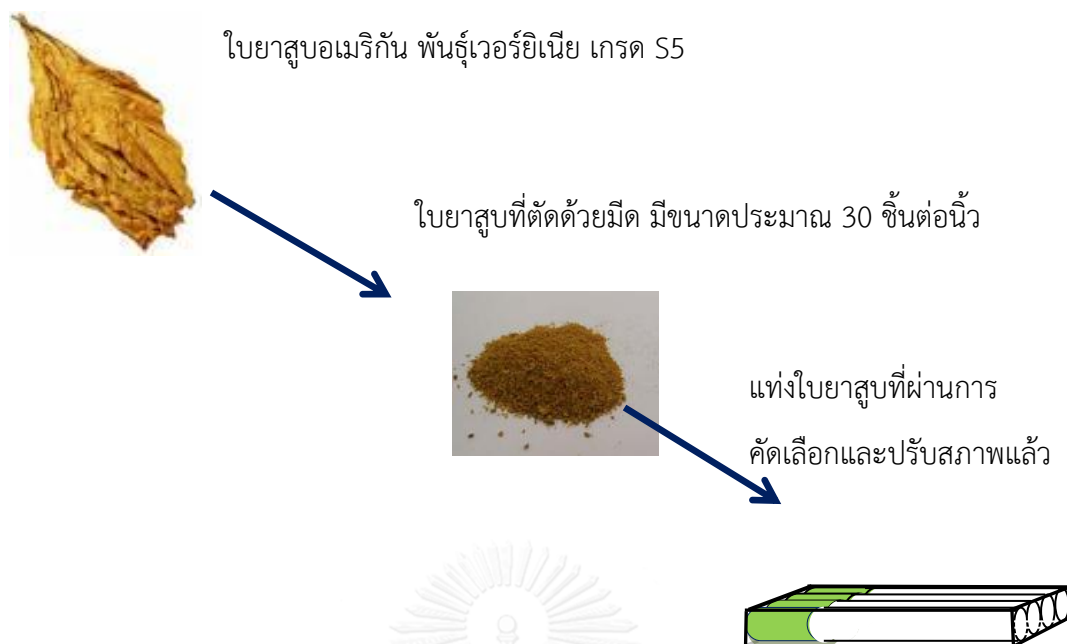 ใบยาสูบอเมริกัน พันธุ์เวอร์ยิเนีย เกรด S5
ใบยาสูบที่ตัดด้วยมีด มีขนาดประมาณ 30 ชิ้นต่อนิ้ว
แท่งใบยาสูบที่ผ่านการ
คัดเลือกและปรับสภาพแล้ว